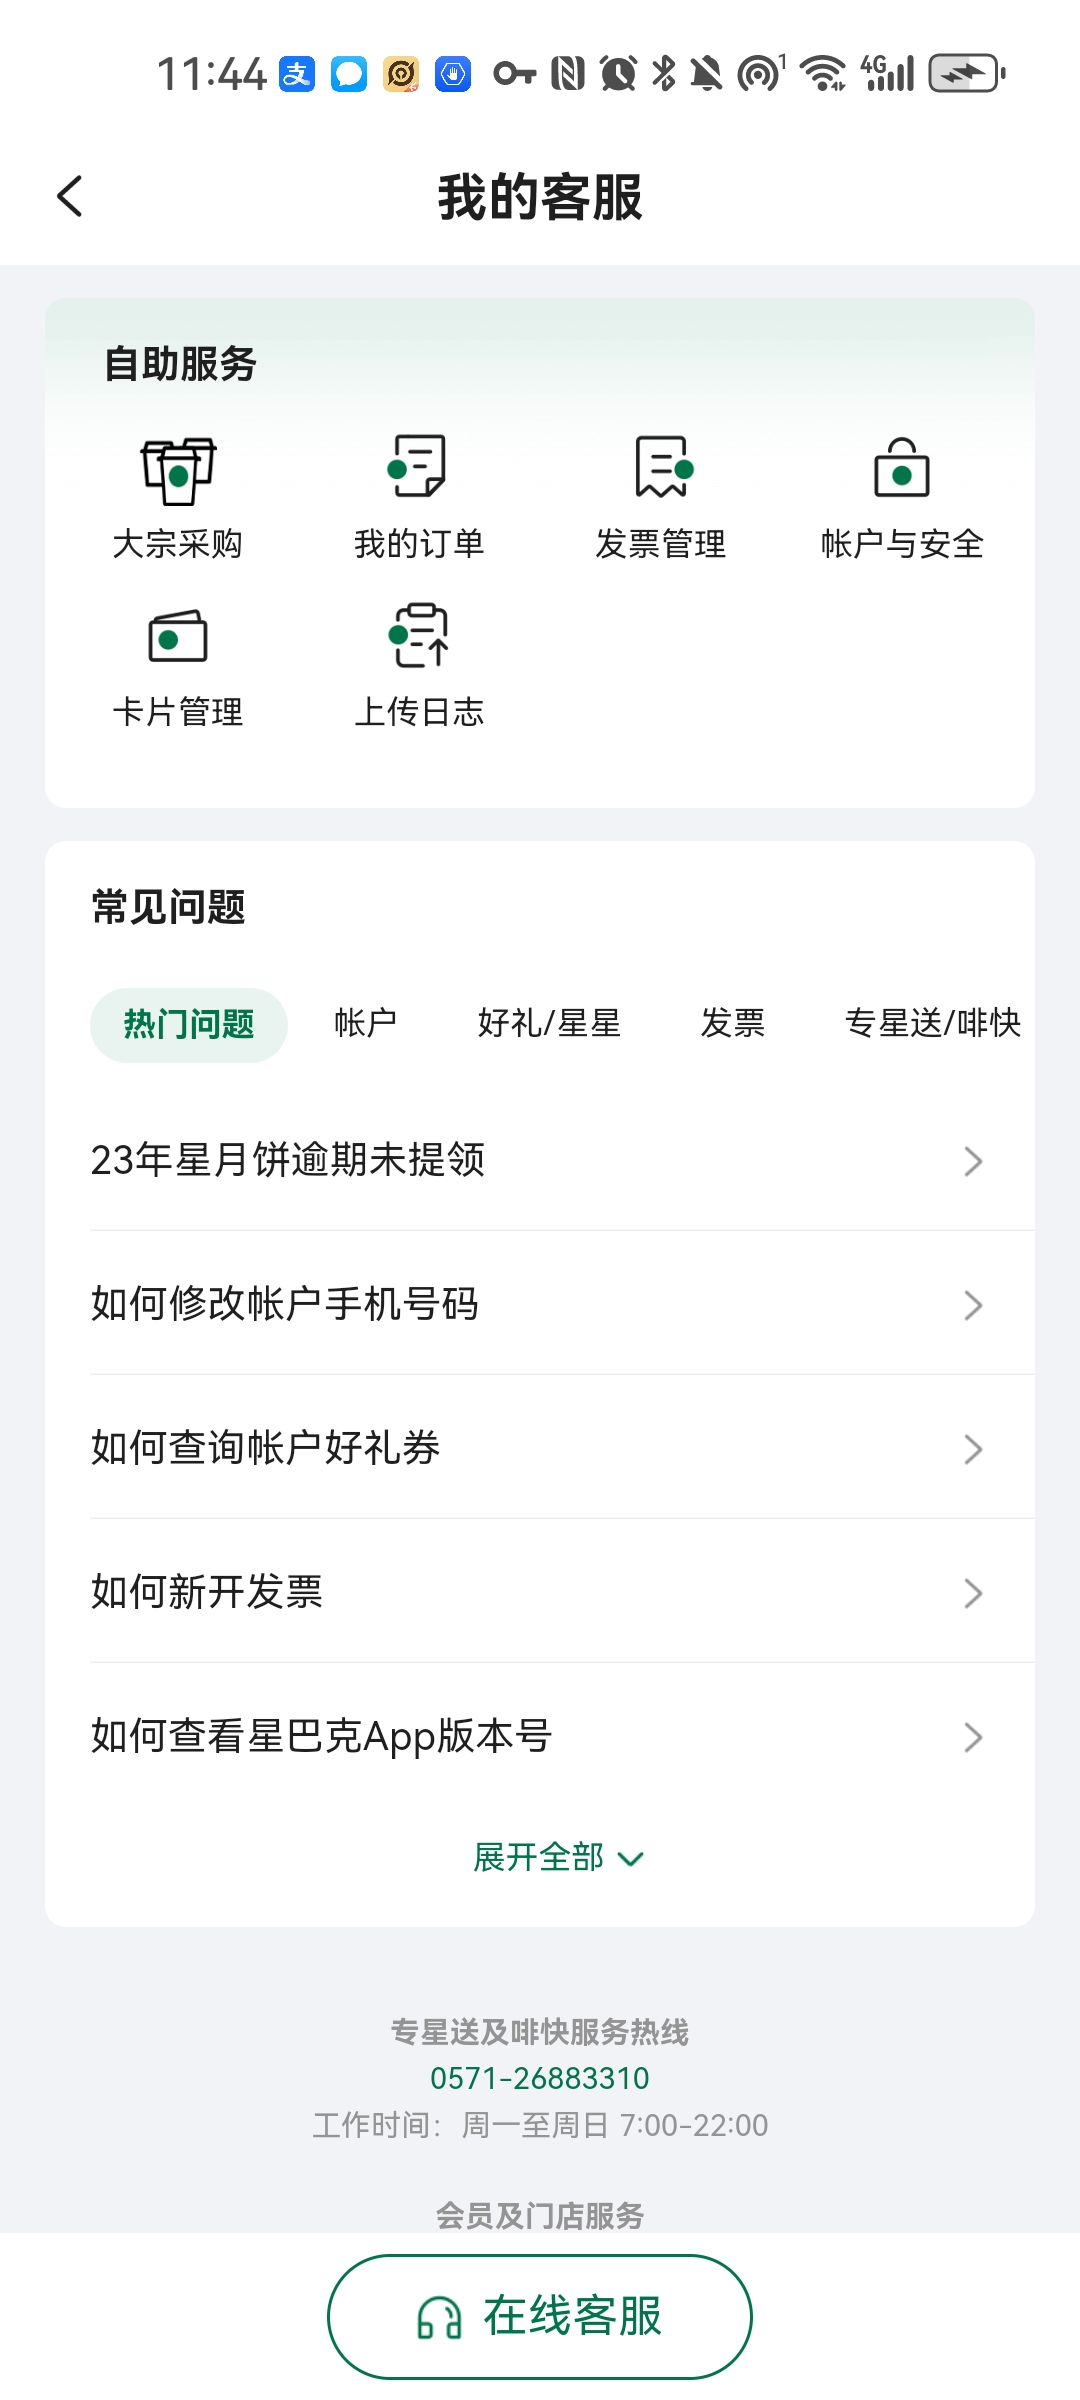 11:44
4G
我的客服
自助服务
大宗采购 我的订单 发票管理 帐户与安全
卡片管理 上传日志
常见问题
热门问题 帐户 好礼/星星 发票 专星送/啡快
23年星月饼逾期未提领
如何修改帐户手机号码
如何查询帐户好礼券
如何新开发票
如何查看星巴克App版本号
展开全部
专星送及啡快服务热线
0571-26883310
工作时间：周一至周日 7:00-22:00
会员及门店服务
在线客服